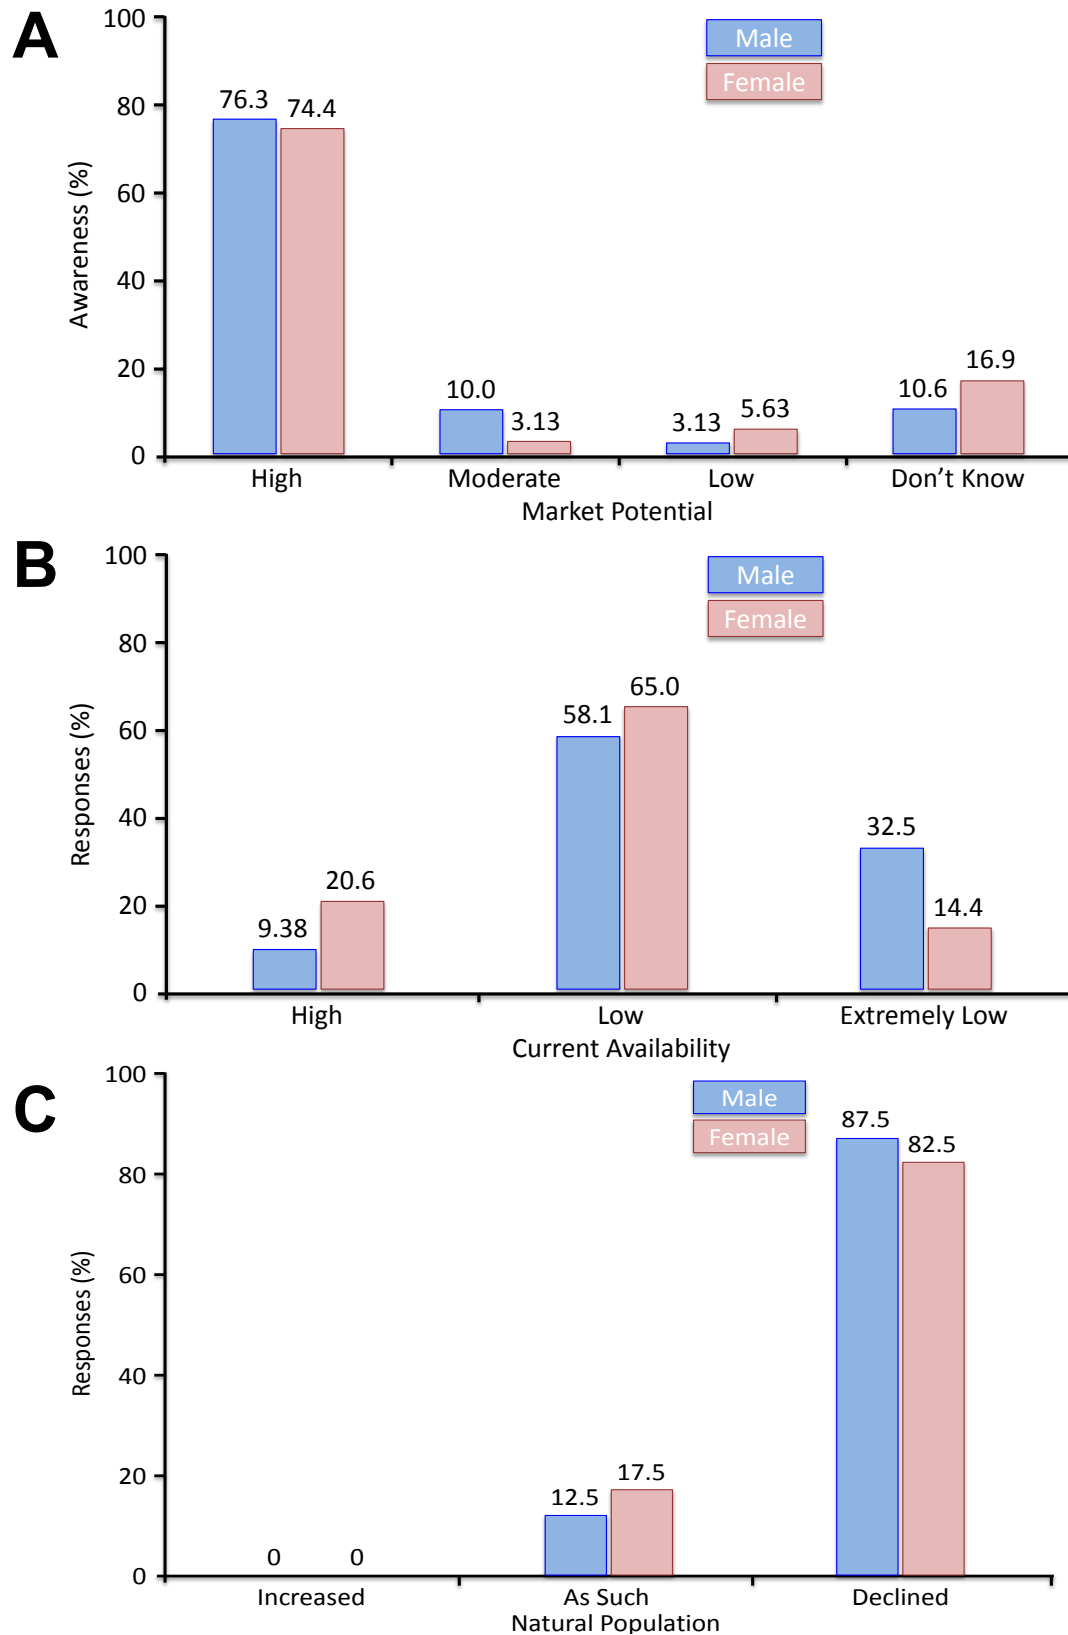 A
100
80
60
40
20
0
Awareness (%)
Male
Female
76.3
74.4
10.0
3.13
3.13
5.63
10.6
16.9
High
Moderate
Low
Don't Know
Market Potential
B
100
80
60
40
20
0
Responses (%)
Male
Female
9.38
20.6
58.1
65.0
32.5
14.4
High
Low
Extremely Low
Current Availability
C
100
80
60
40
20
0
Responses (%)
Male
Female
0
0
12.5
17.5
87.5
82.5
Increased
As Such
Declined
Natural Population